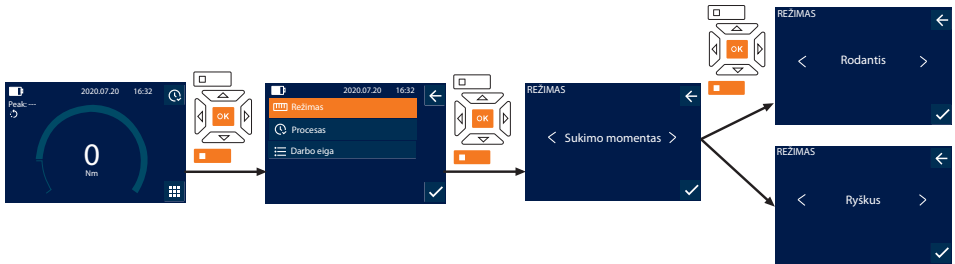 2020.07.20 16:32
Peak: ---
0
Nm
OK
2020.07.20 16:32
Režimas
Procesas
Darbo eiga
OK
REŽIMAS
< Sukimo momentas >
OK
REŽIMAS
< Rodantis >
REŽIMAS
< Ryškus >